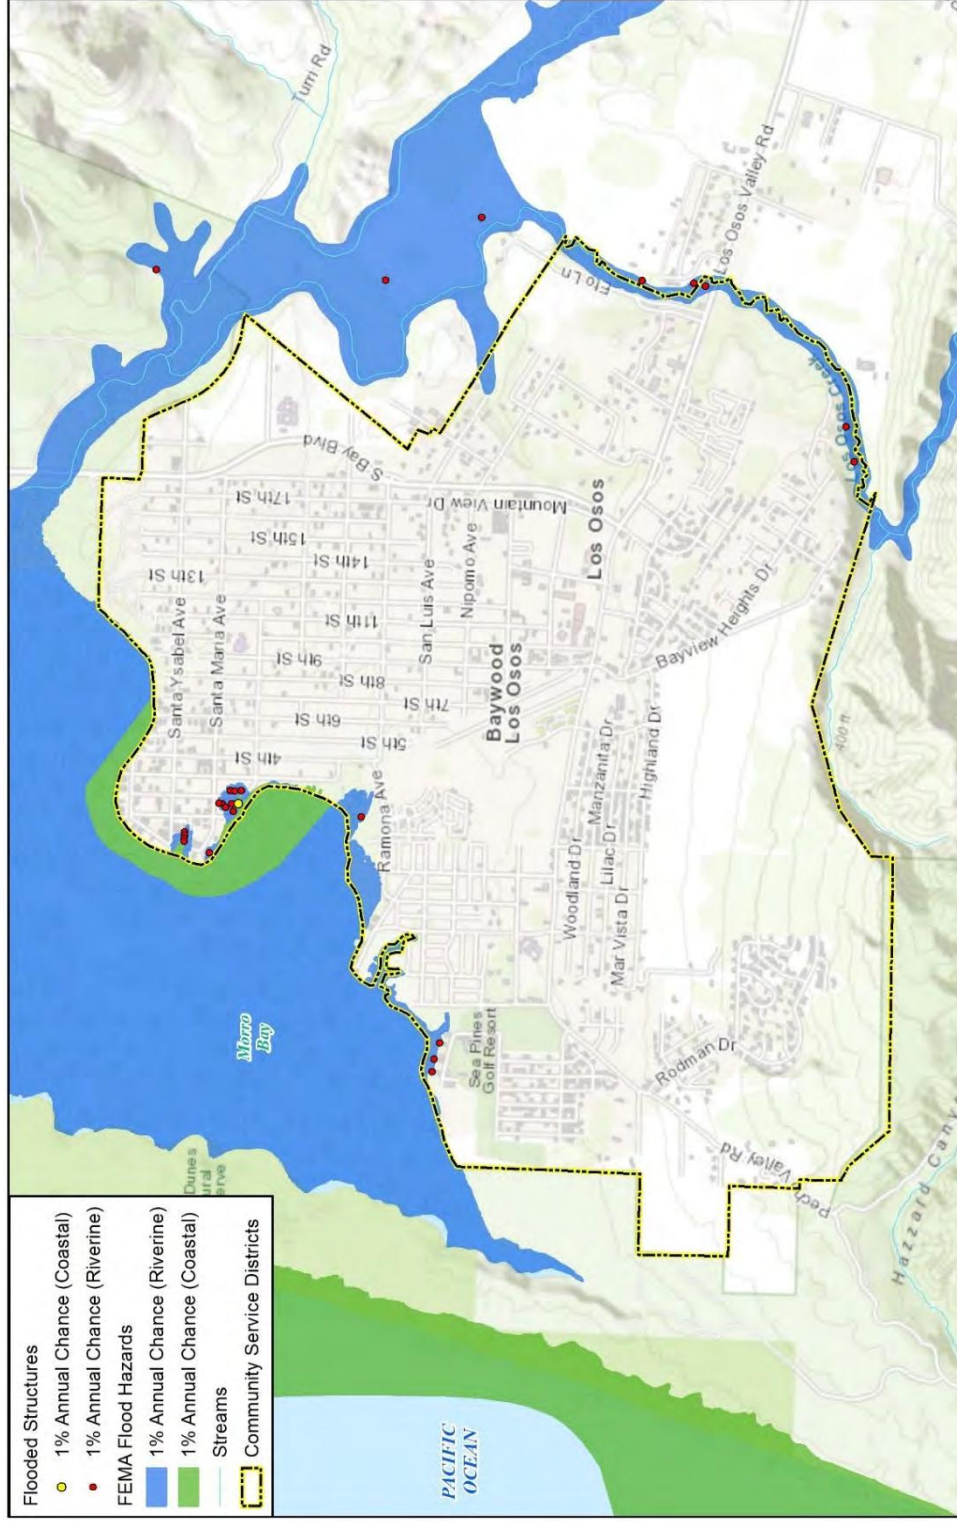 Flooded Structures
1% Annual Chance (Coastal)
1% Annual Chance (Riverine)
FEMA Flood Hazards
1% Annual Chance (Riverine)
1% Annual Chance (Coastal)
Streams
Community Service Districts
Turri Rd
Dunes
Morro
Bay
PACIFIC
OCEAN
Santa Ysabel Ave
Santa Maria Ave
13th St
17th St
15th St
14th St
11th St
9th St
8th St
7th St
6th St
5th St
4th St
S Bay Blvd
Mountain View Dr
San Luis Ave
Nipomo Ave
Ramona Ave
Baywood
Los Osos
Los Osos
Eto Ln
Los Osos Valley Rd
Los Osos Creek
Bayview Heights Dr
Sea Pines
Golf Resort
Woodland Dr
Manzanita Dr
Lilac Dr
Mar Vista Dr
Highland Dr
Rodman Dr
Valley Rd
400 ft
Hazzard